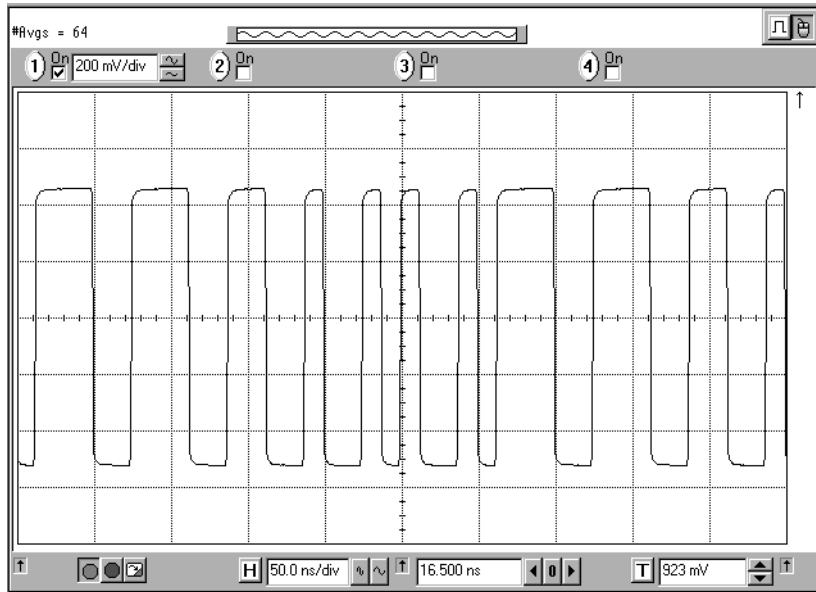 #Avgs = 64
1 On 200 mV/div 2 On 3 On 4 On
H 50.0 ns/div 16.500 ns 0 T 923 mV